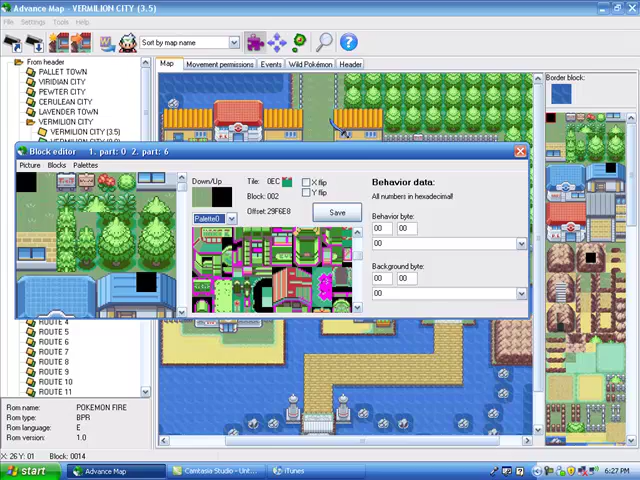 Advance Map - VERMILION CITY (3.5)
File Settings Tools Help
Sort by map name
From header
PALLET TOWN
VIRIDIAN CITY
PEWTER CITY
CERULEAN CITY
LAVENDER TOWN
VERMILION CITY
VERMILION CITY (3.5)
Map Movement permissions Events Wild Pokémon Header
Border block:
Block editor 1. part: 0 2. part: 6
Picture Blocks Palettes
Down/Up
Palette0
Tile: 0EC
Block: 002
Offset: 29F6E8
X flip
Y flip
Save
Behavior data:
All numbers in hexadecimal!
Behavior byte:
00 00
00
Background byte:
00 00
00
ROUTE 4
ROUTE 5
ROUTE 6
ROUTE 7
ROUTE 8
ROUTE 9
ROUTE 10
ROUTE 11
Rom name: POKEMON FIRE
Rom type: BPR
Rom language: E
Rom version: 1.0
X: 26 Y: 01 Block: 0014
start Advance Map Camtasia Studio - Unt... iTunes 6:27 PM